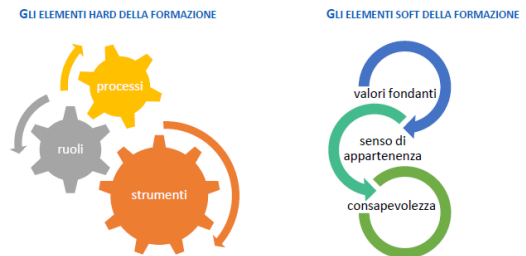 GLI ELEMENTI HARD DELLA FORMAZIONE
processi
ruoli
strumenti
GLI ELEMENTI SOFT DELLA FORMAZIONE
valori fondanti
senso di
appartenenza
consapevolezza